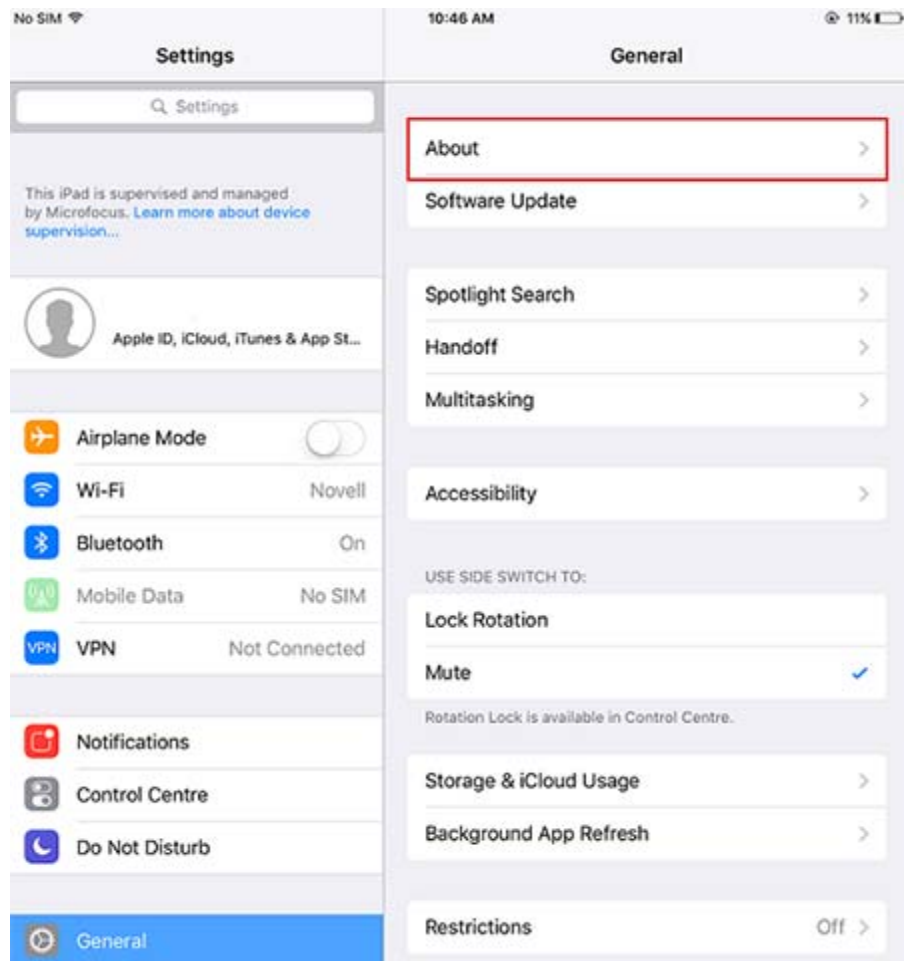 No SIM
10:46 AM
11%
Settings
General
Settings
This iPad is supervised and managed
by Microfocus. Learn more about device
supervision...
Apple ID, iCloud, iTunes & App St...
Airplane Mode
Wi-Fi Novell
Bluetooth On
Mobile Data No SIM
VPN VPN Not Connected
Notifications
Control Centre
Do Not Disturb
General
About
Software Update
Spotlight Search
Handoff
Multitasking
Accessibility
USE SIDE SWITCH TO:
Lock Rotation
Mute
Rotation Lock is available in Control Centre.
Storage & iCloud Usage
Background App Refresh
Restrictions Off